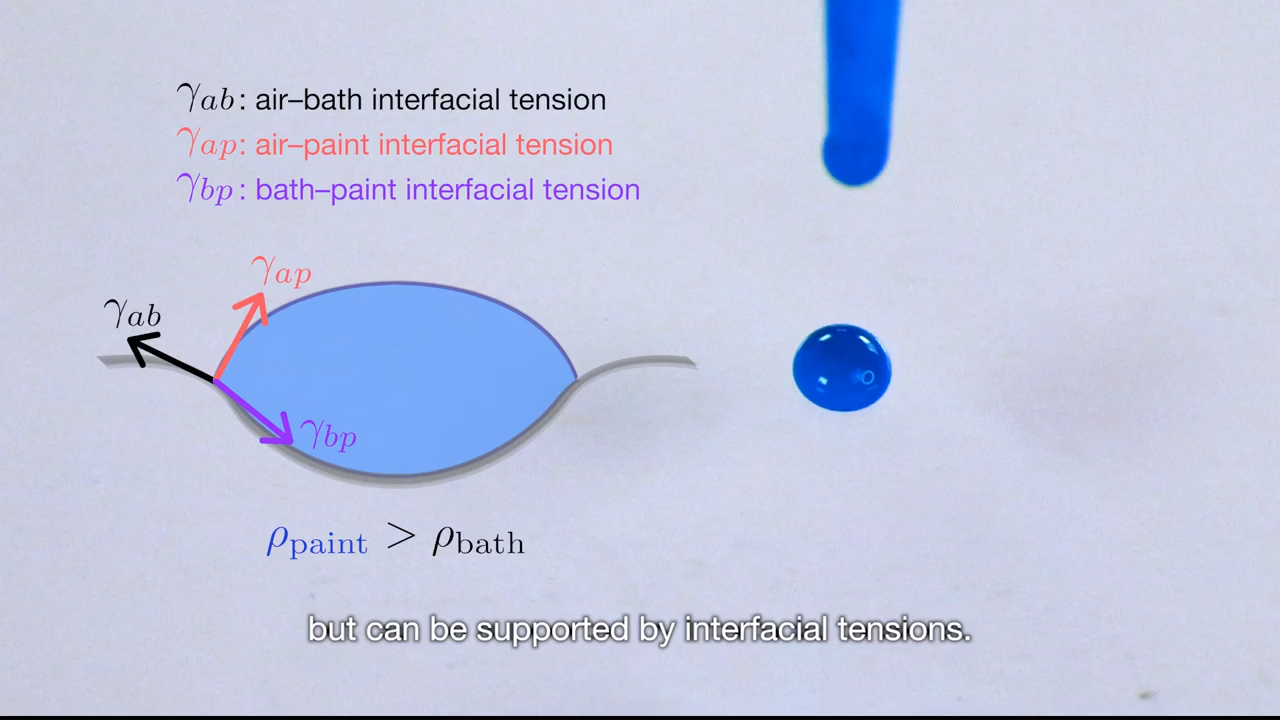 γab: air–bath interfacial tension
γap: air–paint interfacial tension
γbp: bath–paint interfacial tension
γap
γab
γbp
ρpaint > ρbath
but can be supported by interfacial tensions.